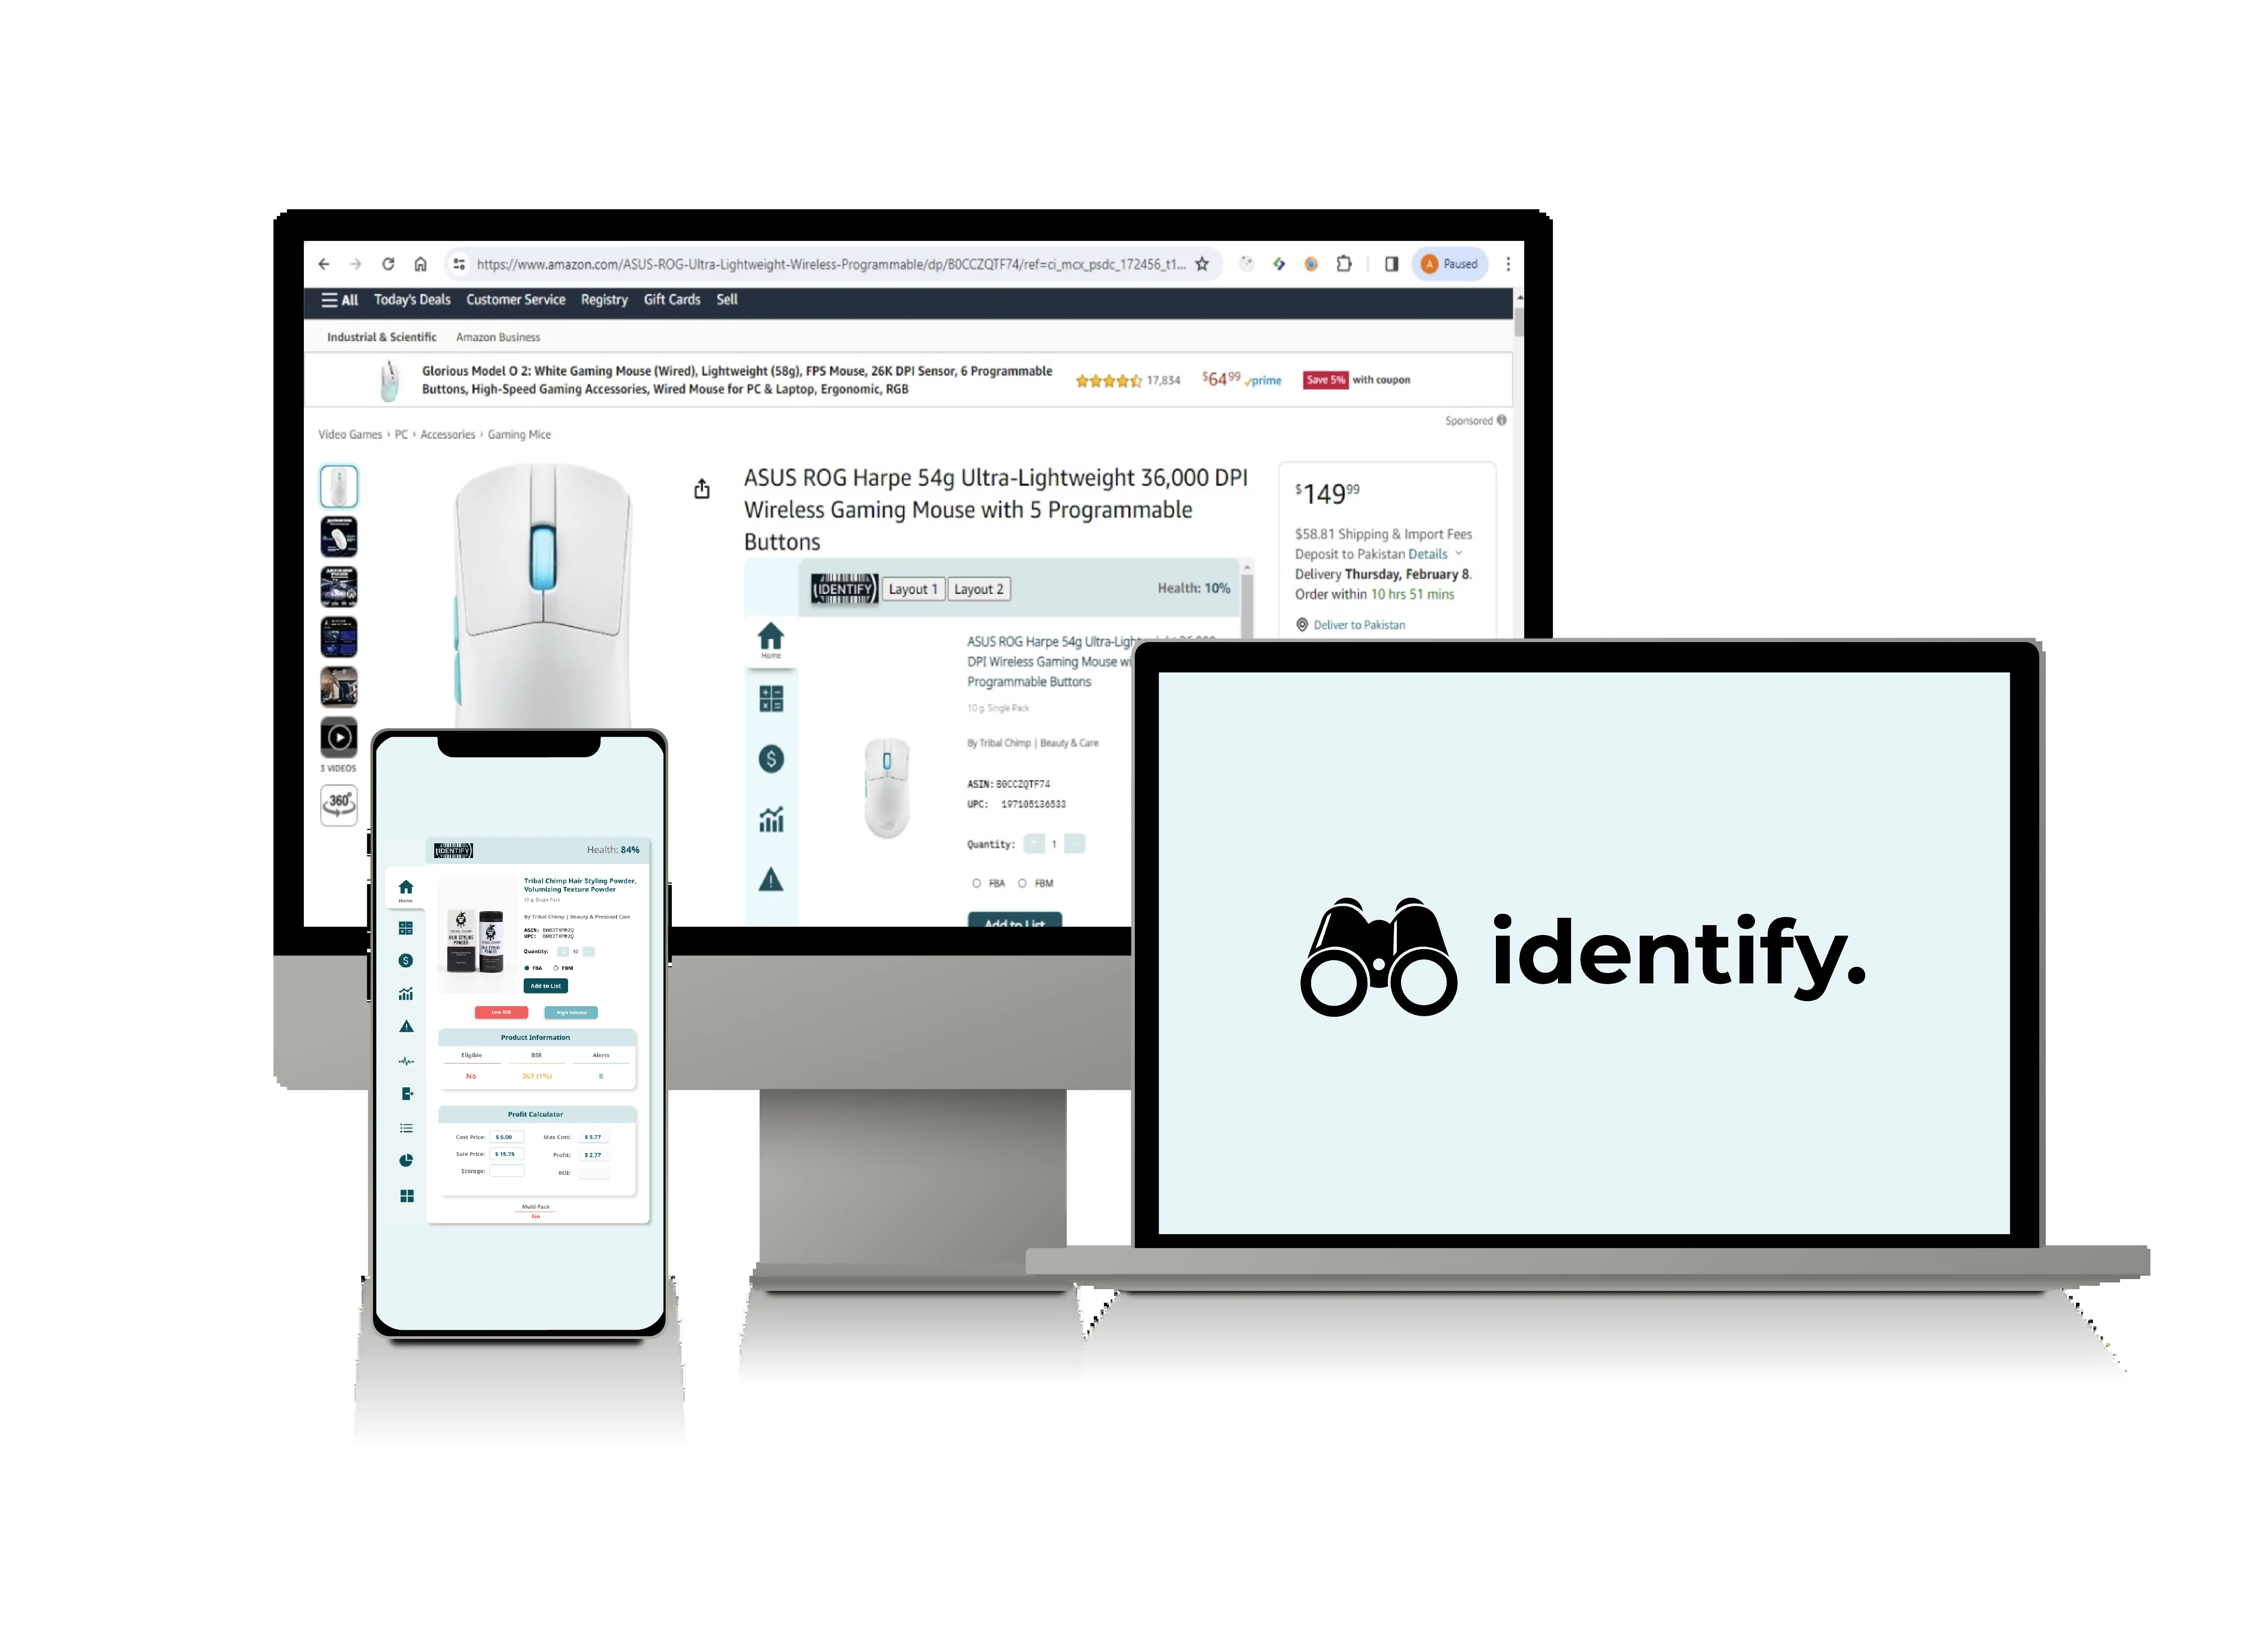 https://www.amazon.com/ASUS-ROG-Ultra-Lightweight-Wireless-Programmable/dp/B0CCZQTF74/ref=ci_mcx_psdc_172456_t1...
A Paused
All Today's Deals Customer Service Registry Gift Cards Sell
Industrial & Scientific Amazon Business
Glorious Model O 2: White Gaming Mouse (Wired), Lightweight (58g), FPS Mouse, 26K DPI Sensor, 6 Programmable
Buttons, High-Speed Gaming Accessories, Wired Mouse for PC & Laptop, Ergonomic, RGB
17,834 $64.99 prime Save 5% with coupon
Sponsored
Video Games › PC › Accessories › Gaming Mice
ASUS ROG Harpe 54g Ultra-Lightweight 36,000 DPI
Wireless Gaming Mouse with 5 Programmable
Buttons
$149.99
$58.81 Shipping & Import Fees
Deposit to Pakistan Details
Delivery Thursday, February 8.
Order within 10 hrs 51 mins
Deliver to Pakistan
3 VIDEOS
360°
IDENTIFY Layout 1 Layout 2 Health: 10%
Home
ASUS ROG Harpe 54g Ultra-Ligh
DPI Wireless Gaming Mouse wi
Programmable Buttons
10 g. Single Pack
By Tribal Chimp | Beauty & Care
ASIN: B0CCZQTF74
UPC: 197105136533
Quantity: + 1 -
FBA FBM
Add to List
IDENTIFY Health: 84%
Home
Tribal Chimp Hair Styling Powder,
Volumizing Texture Powder
10 g. Single Pack
By Tribal Chimp | Beauty & Personal Care
ASIN:
UPC:
Quantity: 10
FBA FBM
Add to List
Low BSR High Volume
Product Information
Eligible BSR Alerts
No 361 (1%) 8
Profit Calculator
Cost Price: $ 6.00 Max Cost: $ 5.77
Sale Price: $ 15.75 Profit: $ 2.77
Storage: ROI:
Multi-Pack
No
identify.